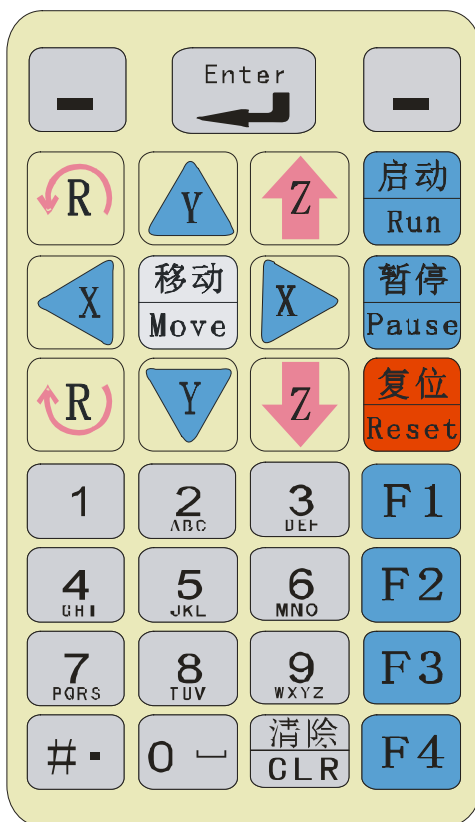 Enter
R Y Z 启动
Run
X 移动 X 暂停
Move Pause
R Y Z 复位
Reset
1 2 3 F1
ABC DEF
4 5 6 F2
GHI JKL MNO
7 8 9 F3
PQRS TUV WXYZ
#. 0 ⎵ 清除 F4
CLR